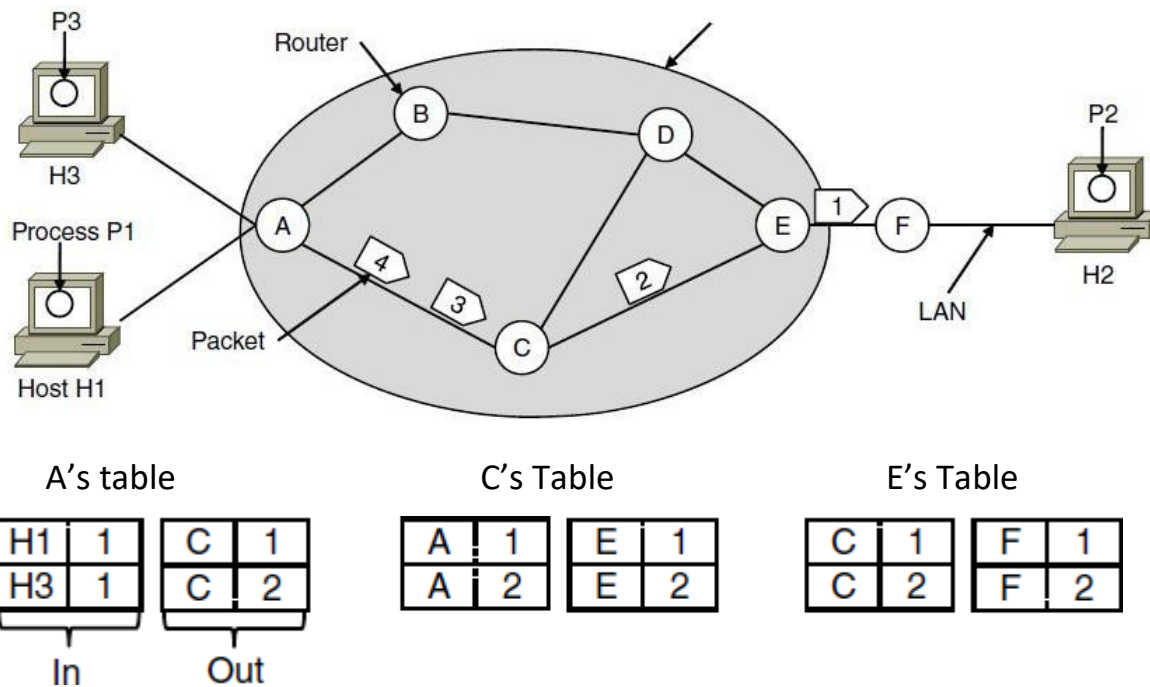 P3
Router
B
D
P2
H3
Process P1
A
E
1
F
4
2
3
H2
LAN
Packet
C
Host H1
A’s table
C’s Table
E’s Table
H1 1 C 1
H3 1 C 2
A 1 E 1
A 2 E 2
C 1 F 1
C 2 F 2
In
Out